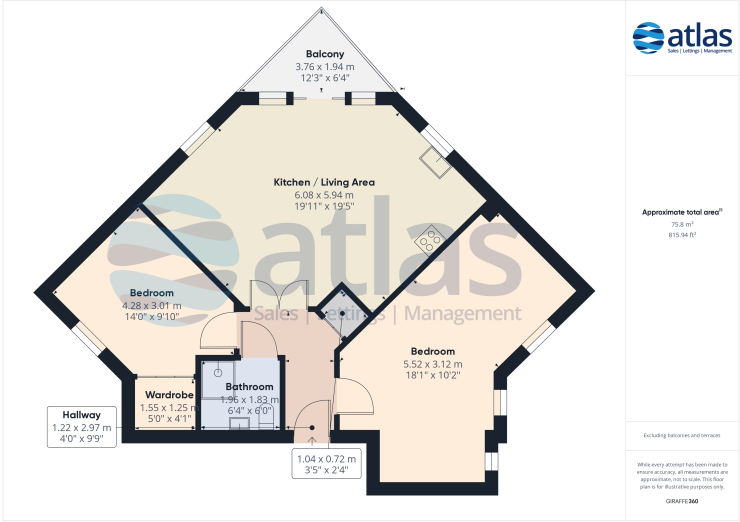 Balcony
3.76 x 1.94 m
12'3" x 6'4"
Kitchen / Living Area
6.08 x 5.94 m
19'11" x 19'5"
atlas
Sales | Lettings | Management
Bedroom
4.28 x 3.01 m
14'0" x 9'10"
Bedroom
5.52 x 3.12 m
18'1" x 10'2"
Wardrobe
1.55 x 1.25 m
5'0" x 4'1"
Bathroom
1.96 x 1.83 m
6'4" x 6'0"
Hallway
1.22 x 2.97 m
4'0" x 9'9"
1.04 x 0.72 m
3'5" x 2'4"
atlas
Sales | Lettings | Management
Approximate total area⁽¹⁾
75.8 m²
815.94 ft²
Excluding balconies and terraces
While every attempt has been made to
ensure accuracy, all measurements are
approximate, not to scale. This floor
plan is for illustrative purposes only.
GIRAFFE360